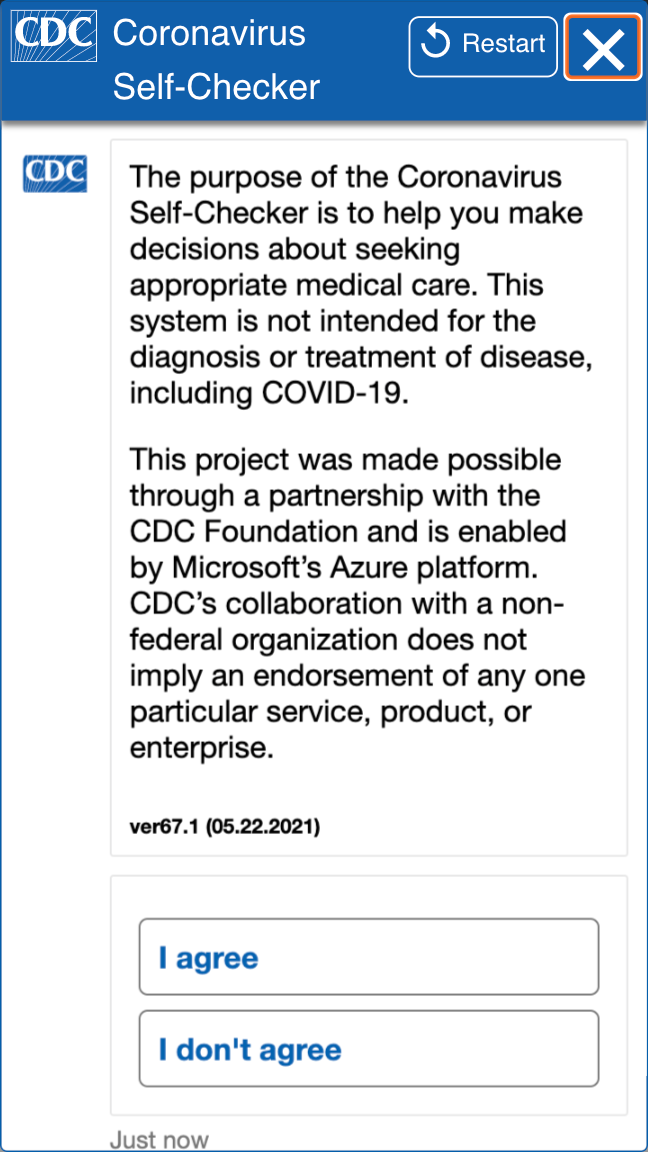 CDC
Coronavirus
Self-Checker
Restart
CDC
The purpose of the Coronavirus
Self-Checker is to help you make
decisions about seeking
appropriate medical care. This
system is not intended for the
diagnosis or treatment of disease,
including COVID-19.
This project was made possible
through a partnership with the
CDC Foundation and is enabled
by Microsoft’s Azure platform.
CDC’s collaboration with a non-
federal organization does not
imply an endorsement of any one
particular service, product, or
enterprise.
ver67.1 (05.22.2021)
I agree
I don't agree
Just now